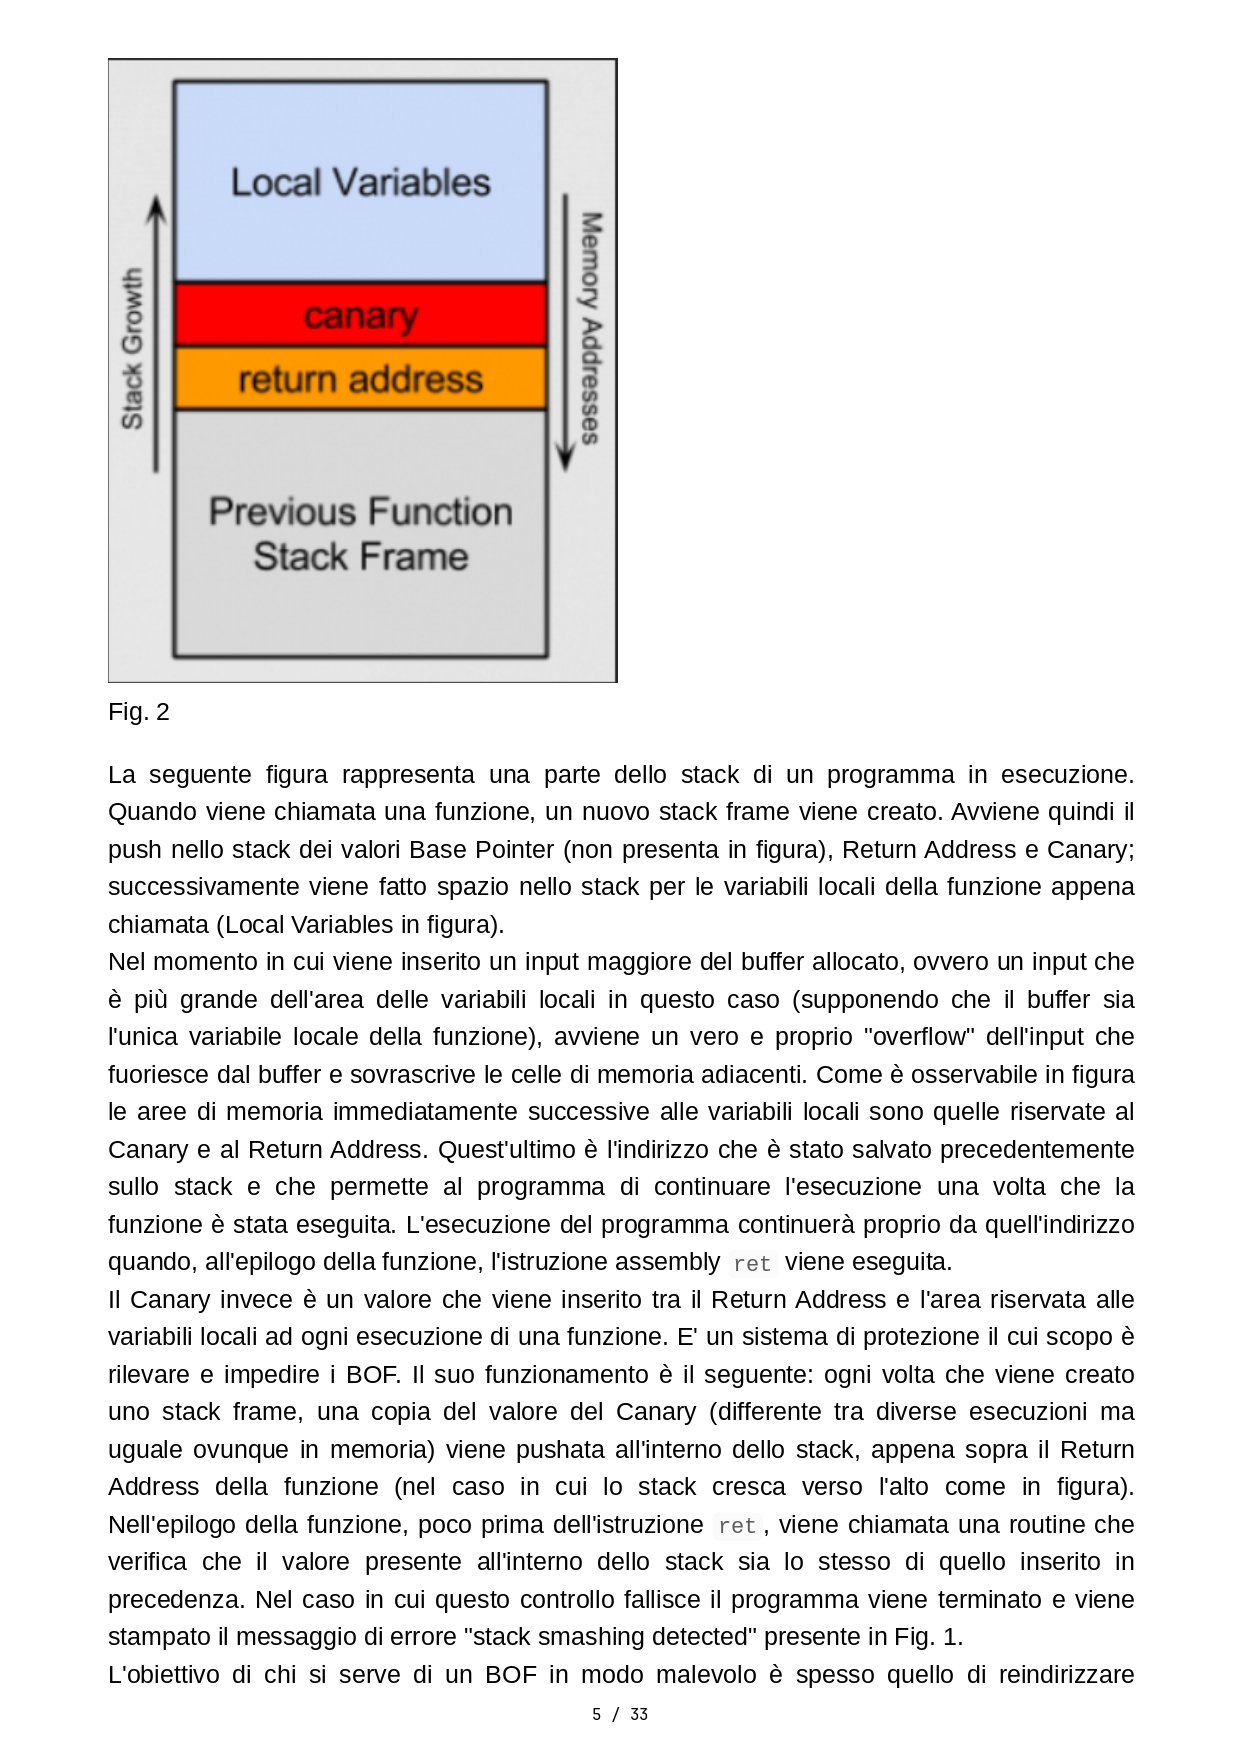 Local Variables
canary
return address
Stack Growth
Memory Addresses
Previous Function
Stack Frame
Fig. 2
La seguente figura rappresenta una parte dello stack di un programma in esecuzione.
Quando viene chiamata una funzione, un nuovo stack frame viene creato. Avviene quindi il
push nello stack dei valori Base Pointer (non presenta in figura), Return Address e Canary;
successivamente viene fatto spazio nello stack per le variabili locali della funzione appena
chiamata (Local Variables in figura).
Nel momento in cui viene inserito un input maggiore del buffer allocato, ovvero un input che
è più grande dell'area delle variabili locali in questo caso (supponendo che il buffer sia
l'unica variabile locale della funzione), avviene un vero e proprio "overflow" dell'input che
fuoriesce dal buffer e sovrascrive le celle di memoria adiacenti. Come è osservabile in figura
le aree di memoria immediatamente successive alle variabili locali sono quelle riservate al
Canary e al Return Address. Quest'ultimo è l'indirizzo che è stato salvato precedentemente
sullo stack e che permette al programma di continuare l'esecuzione una volta che la
funzione è stata eseguita. L'esecuzione del programma continuerà proprio da quell'indirizzo
quando, all'epilogo della funzione, l'istruzione assembly ret viene eseguita.
Il Canary invece è un valore che viene inserito tra il Return Address e l'area riservata alle
variabili locali ad ogni esecuzione di una funzione. E' un sistema di protezione il cui scopo è
rilevare e impedire i BOF. Il suo funzionamento è il seguente: ogni volta che viene creato
uno stack frame, una copia del valore del Canary (differente tra diverse esecuzioni ma
uguale ovunque in memoria) viene pushata all'interno dello stack, appena sopra il Return
Address della funzione (nel caso in cui lo stack cresca verso l'alto come in figura).
Nell'epilogo della funzione, poco prima dell'istruzione ret, viene chiamata una routine che
verifica che il valore presente all'interno dello stack sia lo stesso di quello inserito in
precedenza. Nel caso in cui questo controllo fallisce il programma viene terminato e viene
stampato il messaggio di errore "stack smashing detected" presente in Fig. 1.
L'obiettivo di chi si serve di un BOF in modo malevolo è spesso quello di reindirizzare
5 / 33